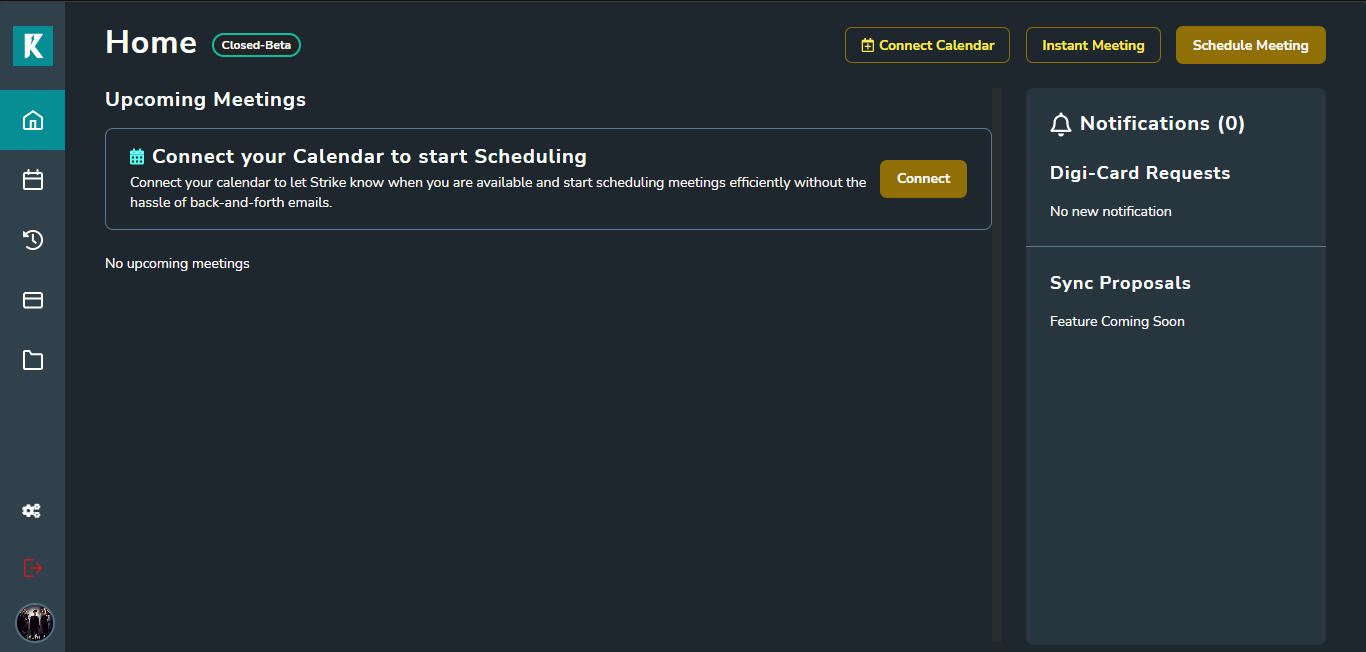 Home
Closed-Beta
Connect Calendar
Instant Meeting
Schedule Meeting
Upcoming Meetings
Connect your Calendar to start Scheduling
Connect your calendar to let Strike know when you are available and start scheduling meetings efficiently without the
hassle of back-and-forth emails.
Connect
No upcoming meetings
Notifications (0)
Digi-Card Requests
No new notification
Sync Proposals
Feature Coming Soon